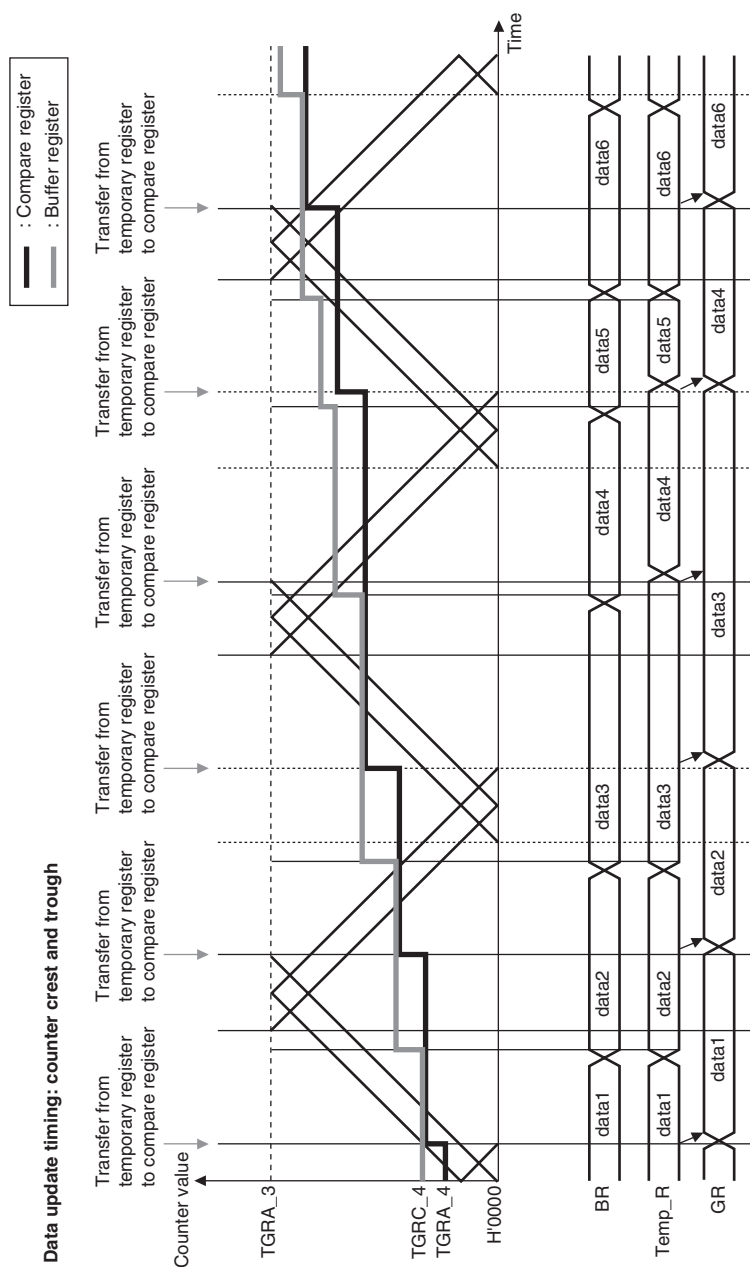 Data update timing: counter crest and trough
: Compare register
: Buffer register
Transfer from
temporary register
to compare register
Transfer from
temporary register
to compare register
Transfer from
temporary register
to compare register
Transfer from
temporary register
to compare register
Transfer from
temporary register
to compare register
Transfer from
temporary register
to compare register
Counter value
TGRA_3
TGRC_4
TGRA_4
H'0000
Time
BR
data1
data2
data3
data4
data5
data6
Temp_R
data1
data2
data3
data4
data5
data6
GR
data1
data2
data3
data4
data6